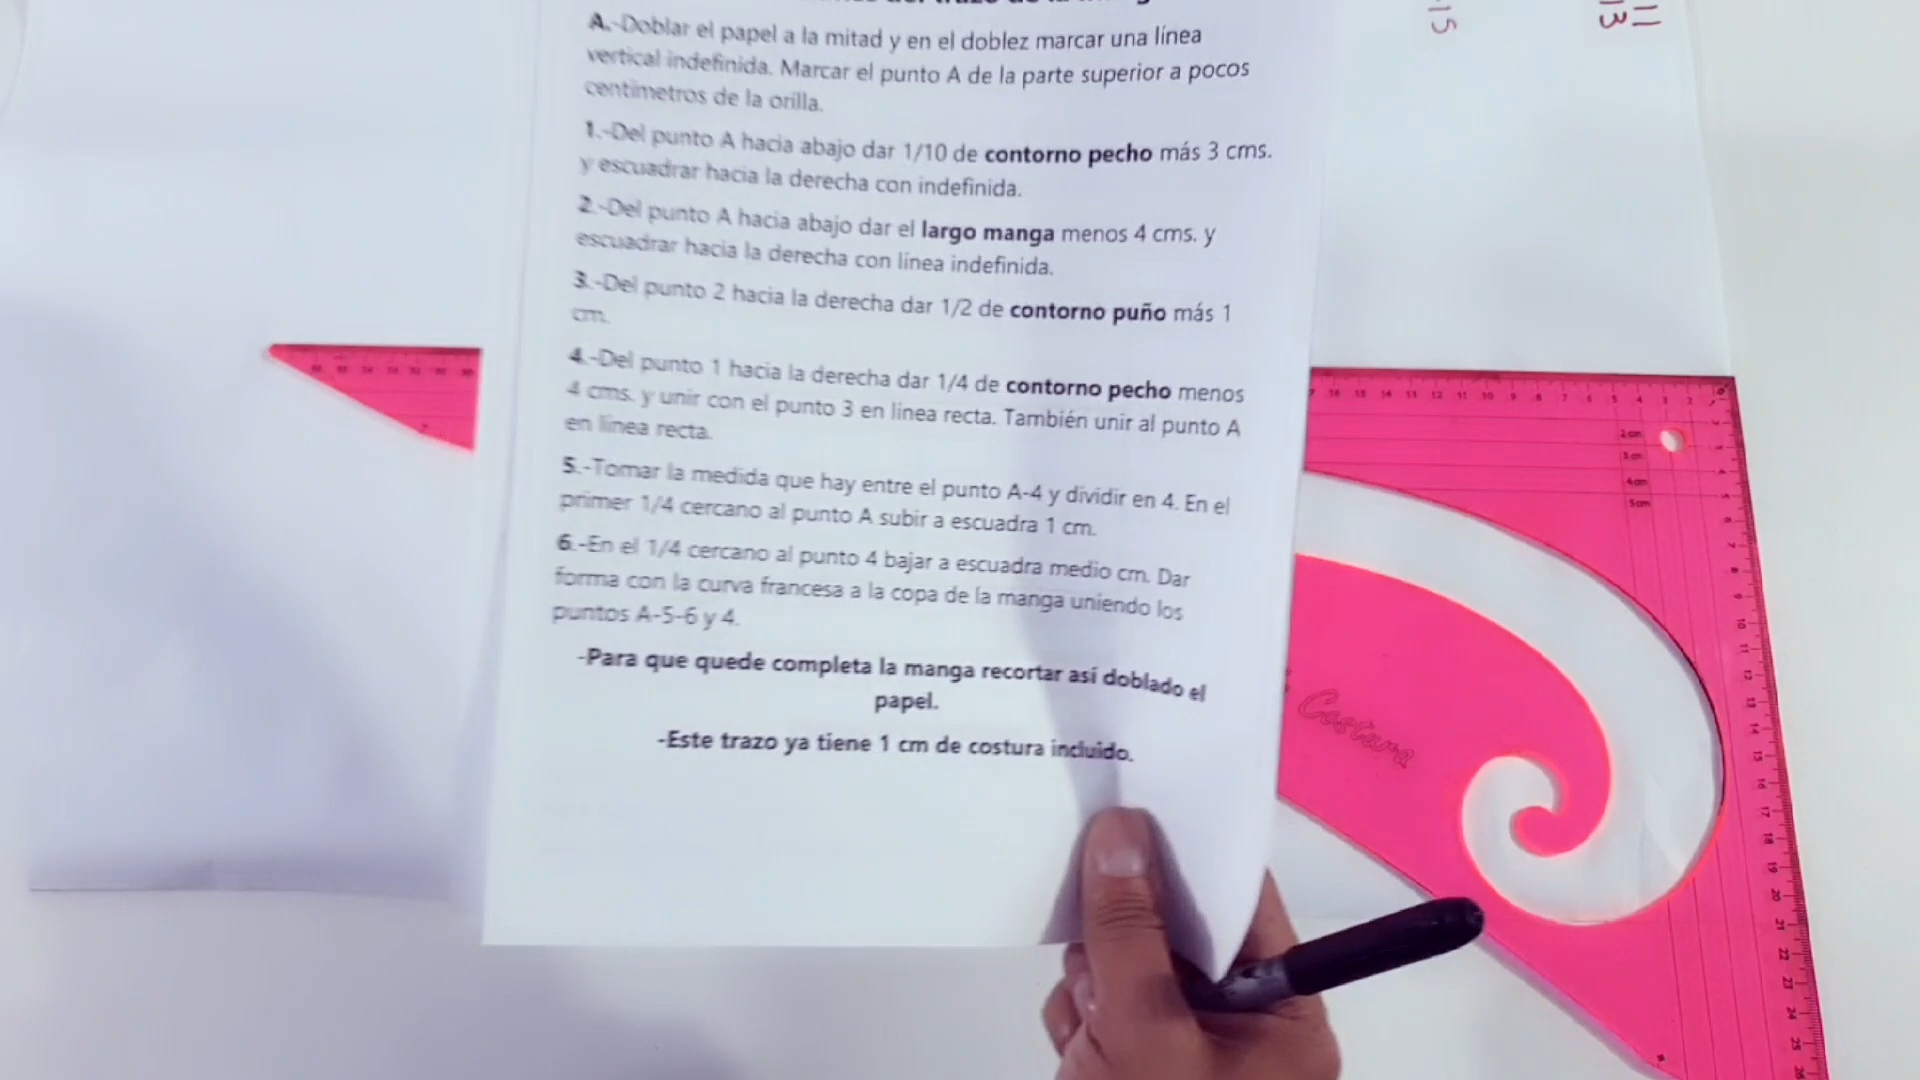 A.-Doblar el papel a la mitad y en el doblez marcar una línea
vertical indefinida. Marcar el punto A de la parte superior a pocos
centímetros de la orilla.
1.-Del punto A hacia abajo dar 1/10 de contorno pecho más 3 cms.
y escuadrar hacia la derecha con indefinida.
2.-Del punto A hacia abajo dar el largo manga menos 4 cms. y
escuadrar hacia la derecha con línea indefinida.
3.-Del punto 2 hacia la derecha dar 1/2 de contorno puño más 1
cm.
4.-Del punto 1 hacia la derecha dar 1/4 de contorno pecho menos
4 cms. y unir con el punto 3 en línea recta. También unir al punto A
en línea recta.
5.-Tomar la medida que hay entre el punto A-4 y dividir en 4. En el
primer 1/4 cercano al punto A subir a escuadra 1 cm.
6.-En el 1/4 cercano al punto 4 bajar a escuadra medio cm. Dar
forma con la curva francesa a la copa de la manga uniendo los
puntos A-5-6 y 4.
-Para que quede completa la manga recortar así doblado el
papel.
-Este trazo ya tiene 1 cm de costura incluido.
15
11
13
2cm
3cm
4cm
5cm
Costura